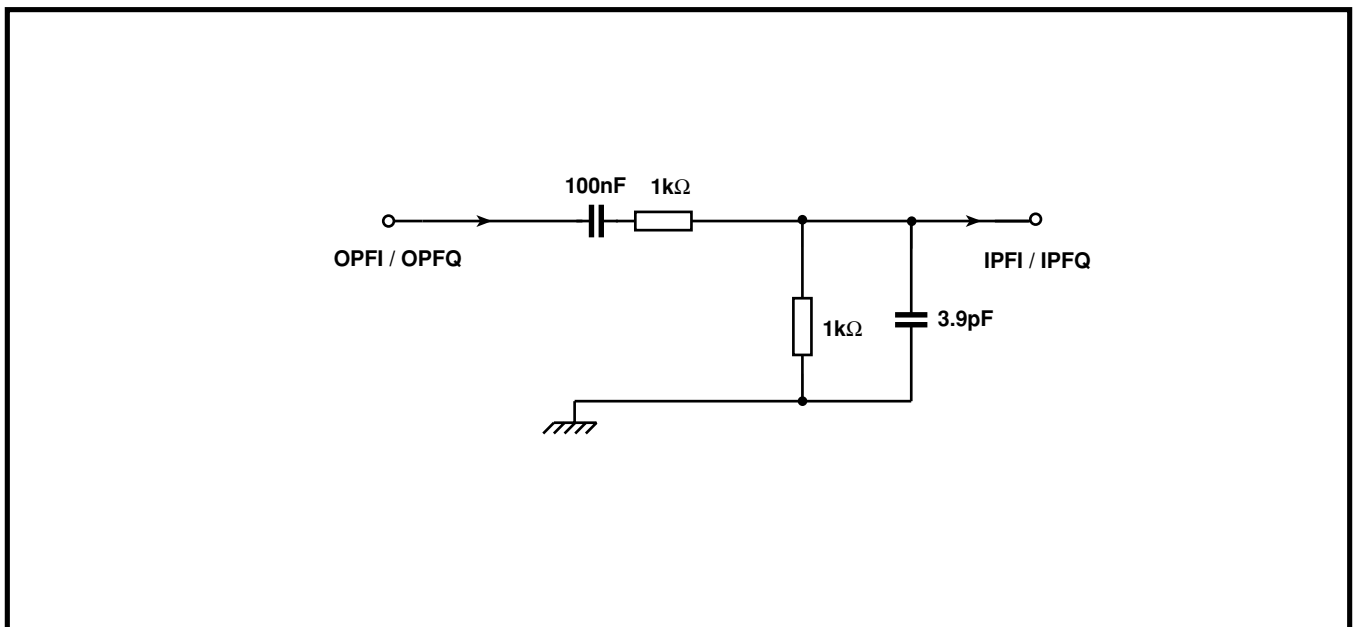 100nF 1kΩ
OPFI / OPFQ
IPFI / IPFQ
1kΩ
3.9pF